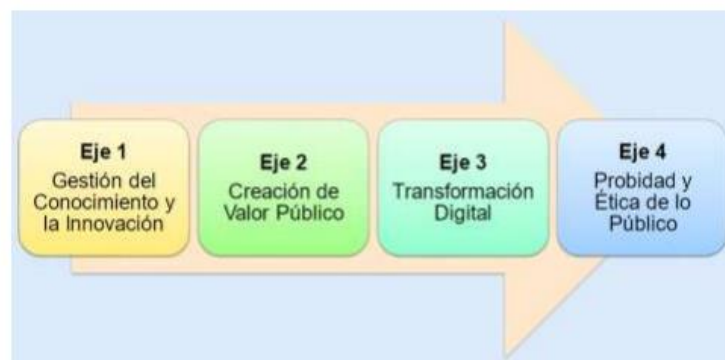 Eje 1
Gestión del
Conocimiento y
la Innovación
Eje 2
Creación de
Valor Público
Eje 3
Transformación
Digital
Eje 4
Probidad y
Ética de lo
Público